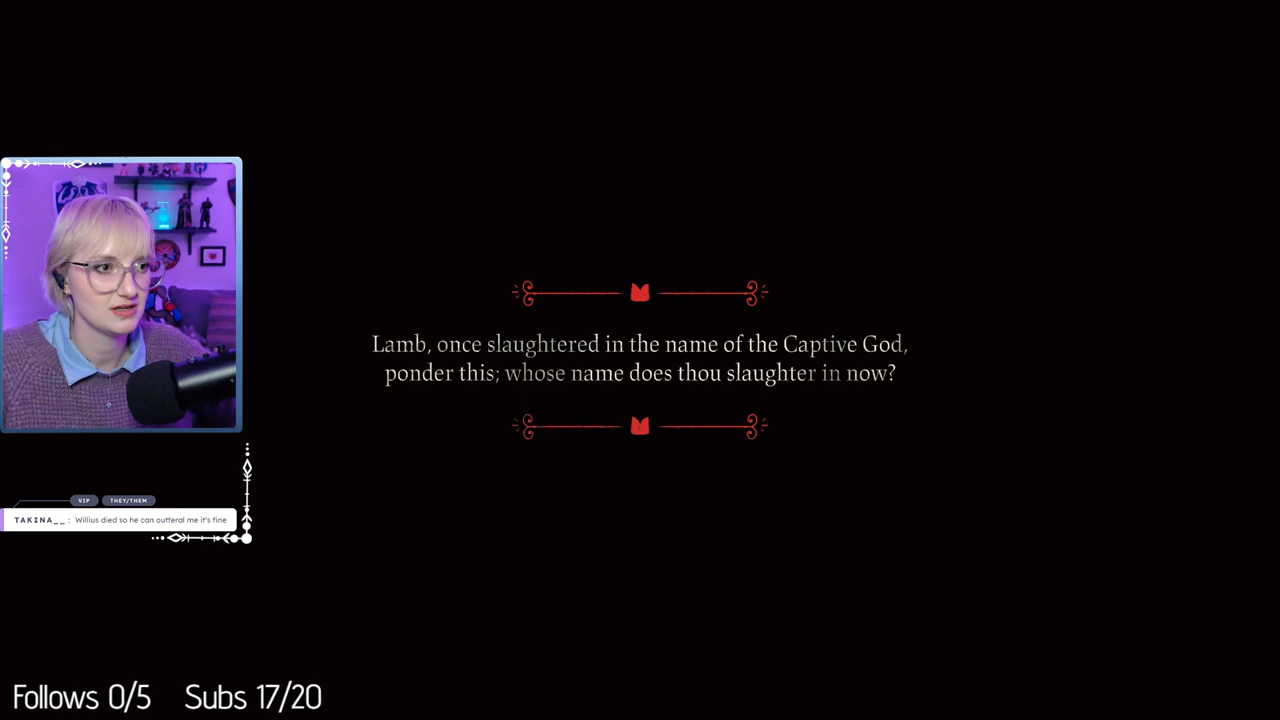 Lamb, once slaughtered in the name of the Captive God,
ponder this; whose name does thou slaughter in now?
VIP THEY/THEM
TAKINA__ : Willius died so he can outferal me it's fine
Follows 0/5 Subs 17/20